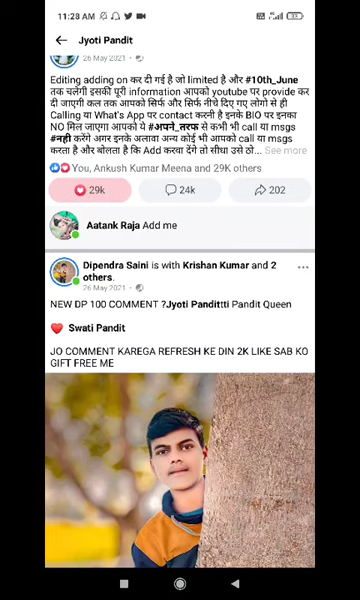 11:28 AM
Jyoti Pandit
26 May 2021
Editing adding on कर दी गई है जो limited है और #10th_June
तक चलेगी इसकी पूरी information आपको youtube पर provide कर
दी जाएगी कल तक आपको सिर्फ और सिर्फ नीचे दिए गए लोगो से ही
Calling या What's App पर contact करनी है इनके BIO पर इनका
NO मिल जाएगा आपको ये #अपने_तरफ से कभी भी call या msgs
#नही करेंगे अगर इनके अलावा अन्य कोई भी आपको call या msgs
करता है और बोलता है कि Add करवा देंगे तो सीधा उसे ठो... See more
You, Ankush Kumar Meena and 29K others
29k
24k
202
Aatank Raja Add me
Dipendra Saini is with Krishan Kumar and 2
others.
26 May 2021
NEW DP 100 COMMENT ?Jyoti Pandittti Pandit Queen
Swati Pandit
JO COMMENT KAREGA REFRESH KE DIN 2K LIKE SAB KO
GIFT FREE ME